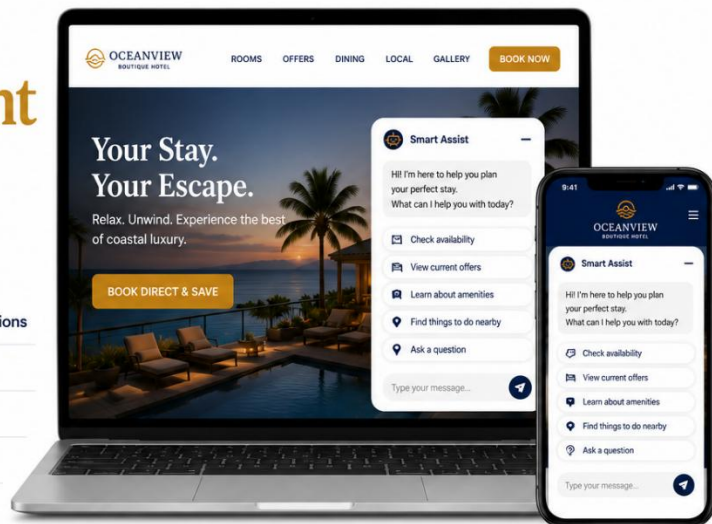 nt
ions
OCEANVIEW
BOUTIQUE HOTEL
ROOMS OFFERS DINING LOCAL GALLERY BOOK NOW
Your Stay.
Your Escape.
Relax. Unwind. Experience the best
of coastal luxury.
BOOK DIRECT & SAVE
Smart Assist
Hi! I'm here to help you plan
your perfect stay.
What can I help you with today?
Check availability
View current offers
Learn about amenities
Find things to do nearby
Ask a question
Type your message...
9:41
OCEANVIEW
BOUTIQUE HOTEL
Smart Assist
Hi! I'm here to help you plan
your perfect stay.
What can I help you with today?
Check availability
View current offers
Learn about amenities
Find things to do nearby
Ask a question
Type your message...